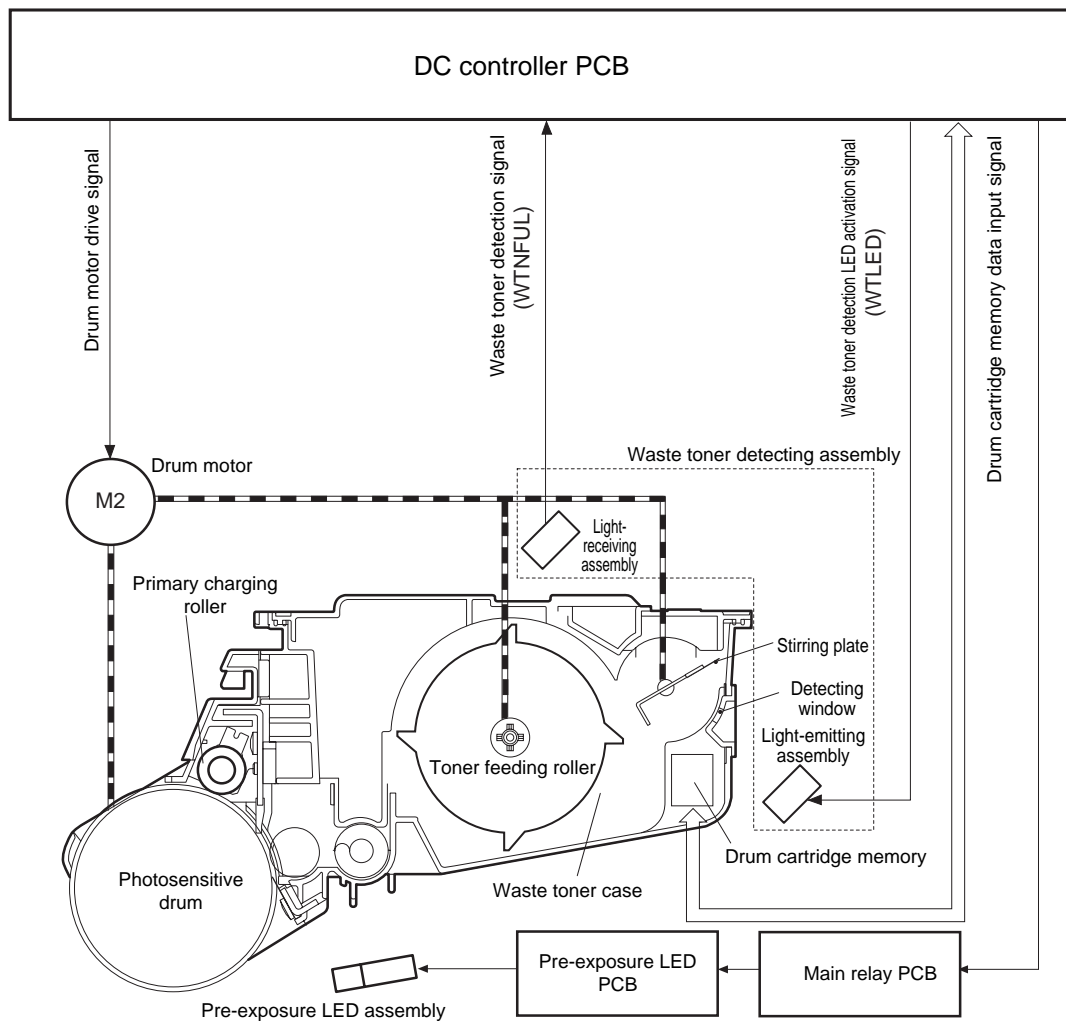 DC controller PCB
Drum motor drive signal
Waste toner detection signal
(WTNFUL)
Waste toner detection LED activation signal
(WTLED)
Drum cartridge memory data input signal
Waste toner detecting assembly
Drum motor
M2
Light-
receiving
assembly
Primary charging
roller
Stirring plate
Detecting
window
Light-emitting
assembly
Toner feeding roller
Drum cartridge memory
Waste toner case
Photosensitive
drum
Pre-exposure LED
PCB
Main relay PCB
Pre-exposure LED assembly